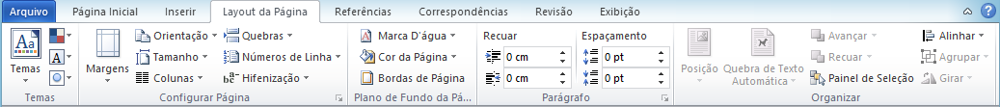 Arquivo Página Inicial Inserir Layout da Página Referências Correspondências Revisão Exibição
Orientação Quebras Marca D'água Recuar Espaçamento Avançar Alinhar
Aa Tamanho Números de Linha Cor da Página 0 cm 0 pt Recuar Agrupar
Temas Margens Colunas Hifenização Bordas de Página 0 cm 0 pt Posição Quebra de Texto Automática Painel de Seleção Girar
Temas Configurar Página Plano de Fundo da Pá... Parágrafo Organizar